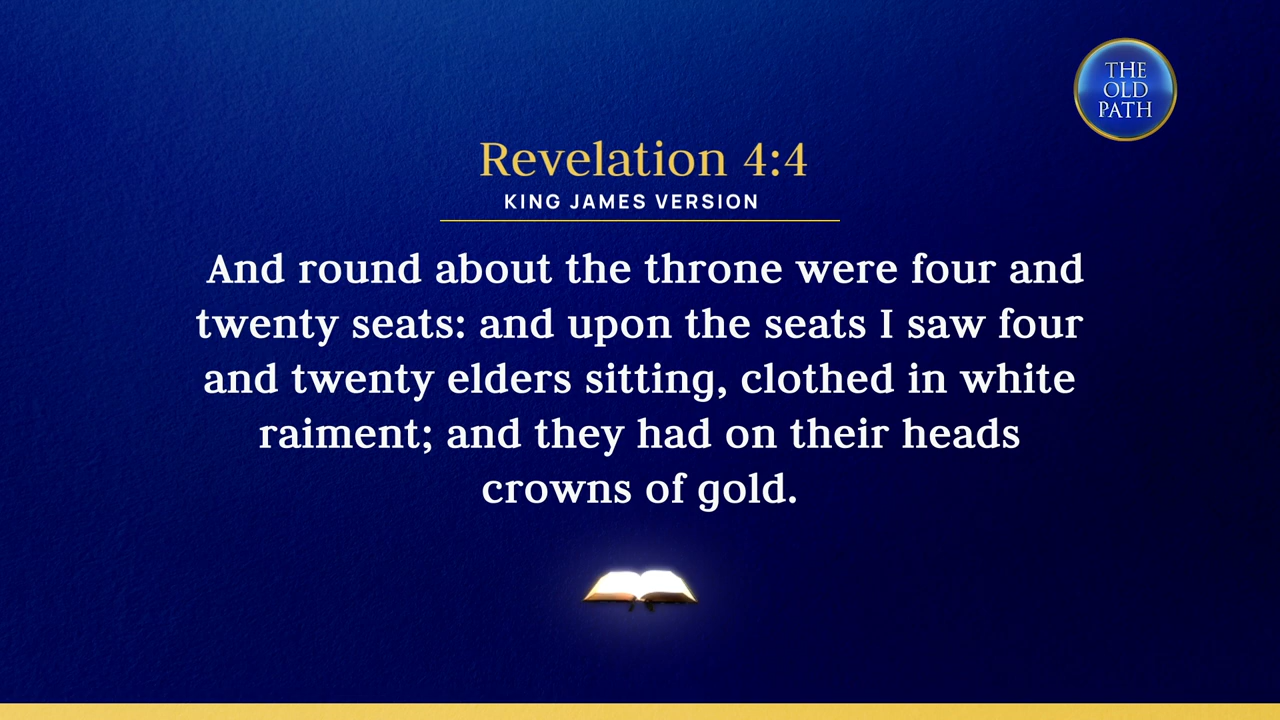 THE
OLD
PATH
Revelation 4:4
KING JAMES VERSION
And round about the throne were four and
twenty seats: and upon the seats I saw four
and twenty elders sitting, clothed in white
raiment; and they had on their heads
crowns of gold.